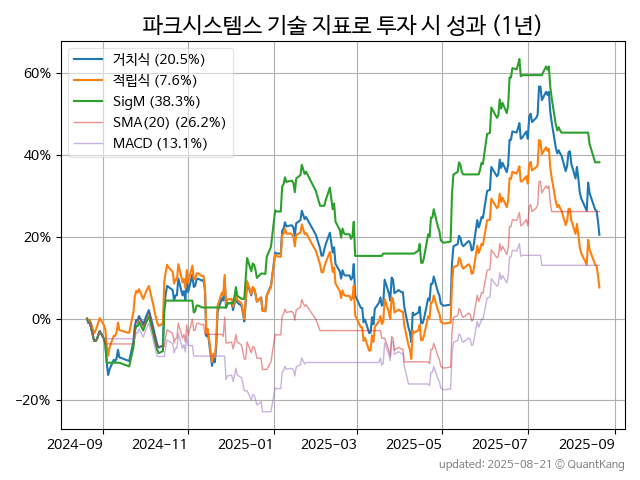 파크시스템스 기술 지표로 투자 시 성과 (1년)
거치식 (20.5%)
적립식 (7.6%)
SigM (38.3%)
SMA(20) (26.2%)
MACD (13.1%)
60%
40%
20%
0%
−20%
2024-09 2024-11 2025-01 2025-03 2025-05 2025-07 2025-09
updated: 2025-08-21 © QuantKang